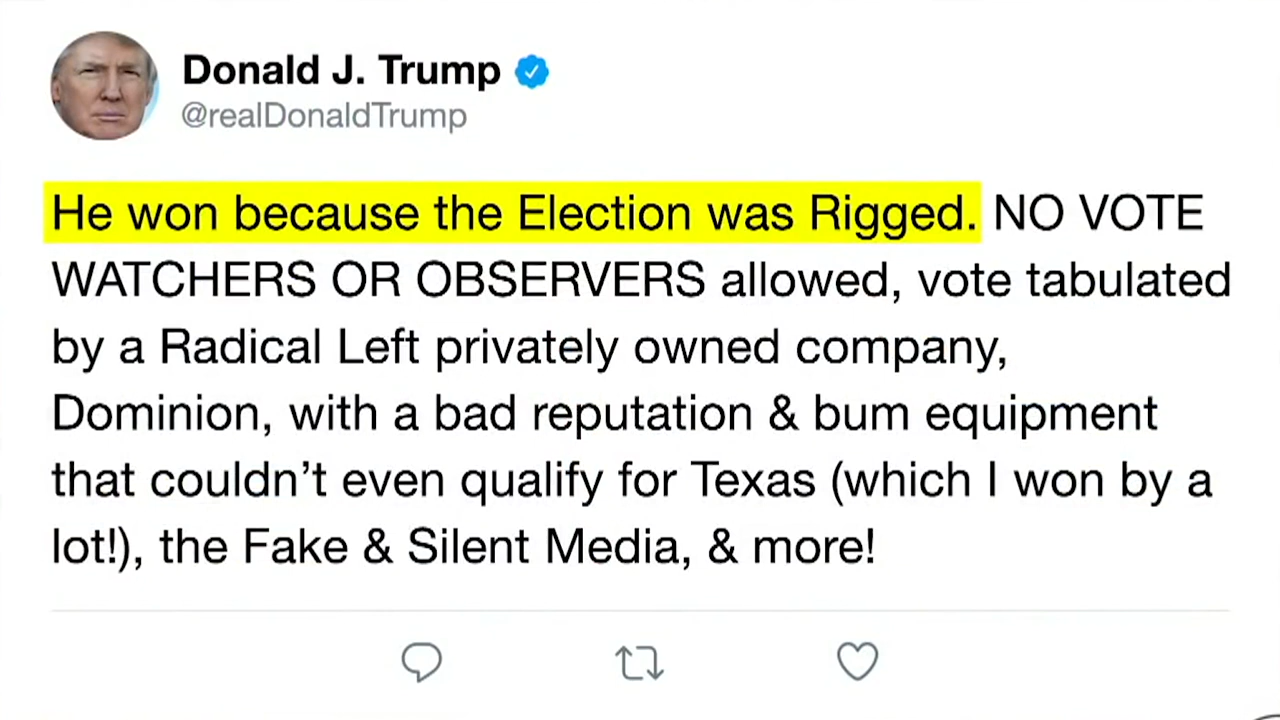 Donald J. Trump
@realDonaldTrump
He won because the Election was Rigged. NO VOTE
WATCHERS OR OBSERVERS allowed, vote tabulated
by a Radical Left privately owned company,
Dominion, with a bad reputation & bum equipment
that couldn’t even qualify for Texas (which I won by a
lot!), the Fake & Silent Media, & more!